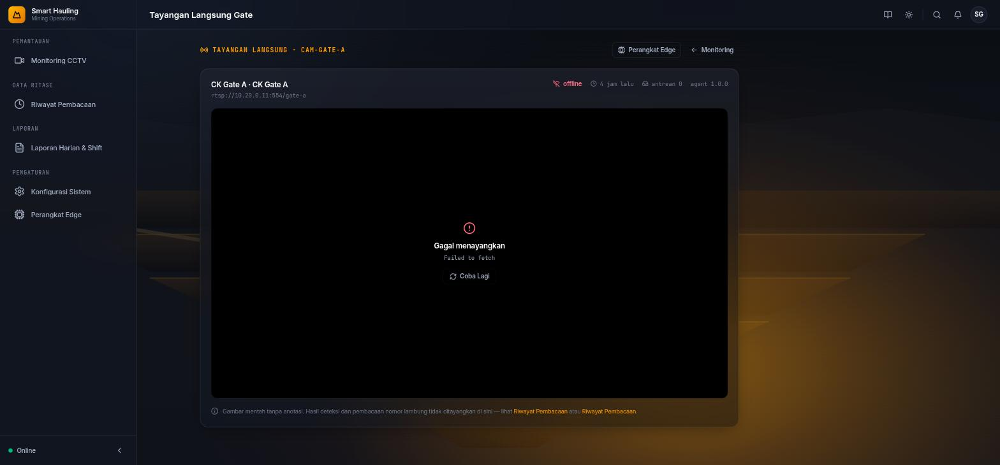 Smart Hauling
Mining Operations
Tayangan Langsung Gate
SG
PEMANTAUAN
Monitoring CCTV
DATA RITASE
Riwayat Pembacaan
LAPORAN
Laporan Harian & Shift
PENGATURAN
Konfigurasi Sistem
Perangkat Edge
Online
TAYANGAN LANGSUNG · CAM-GATE-A
Perangkat Edge
Monitoring
CK Gate A · CK Gate A
offline
4 jam lalu
antrean 0
agent 1.0.0
rtsp://10.20.0.11:554/gate-a
Gagal menayangkan
Failed to fetch
Coba Lagi
Gambar mentah tanpa anotasi. Hasil deteksi dan pembacaan nomor lambung tidak ditayangkan di sini — lihat Riwayat Pembacaan atau Riwayat Pembacaan.